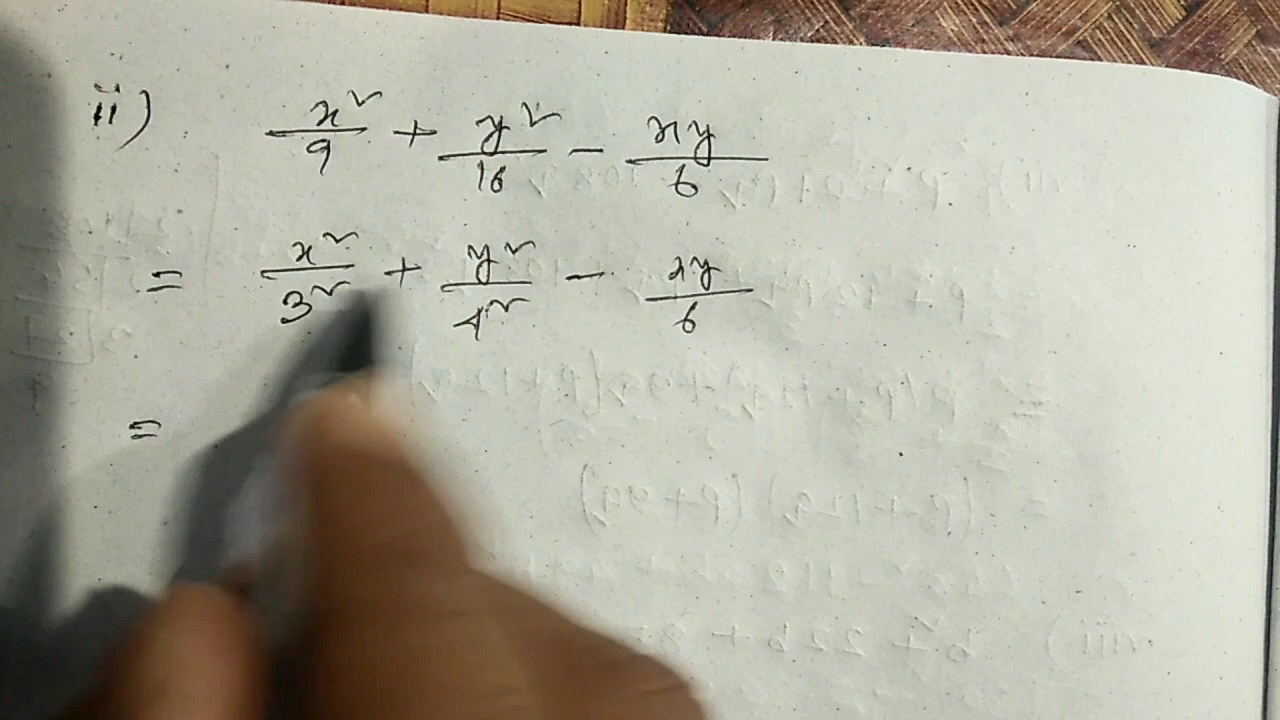 ii) x²/9 + y²/16 - xy/6
= x²/3² + y²/4² - xy/6
=